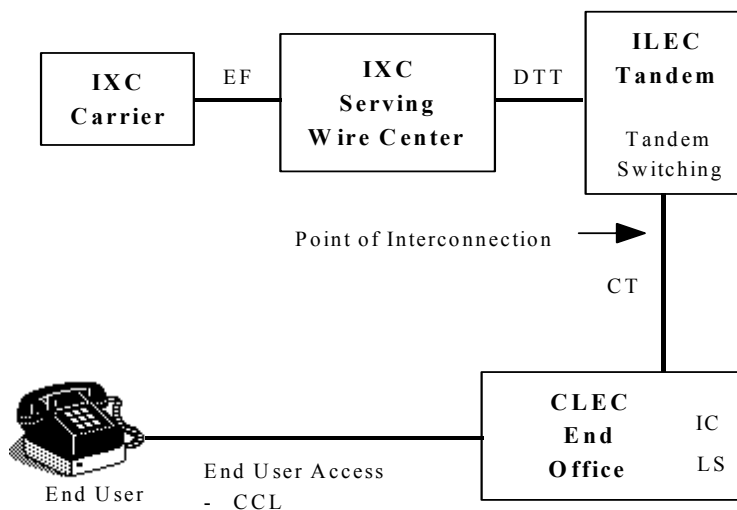 IXC
Carrier
EF
IXC
Serving
Wire Center
DTT
ILEC
Tandem
Tandem
Switching
Point of Interconnection
CT
CLEC
End
Office
IC
LS
End User
End User Access
- CCL